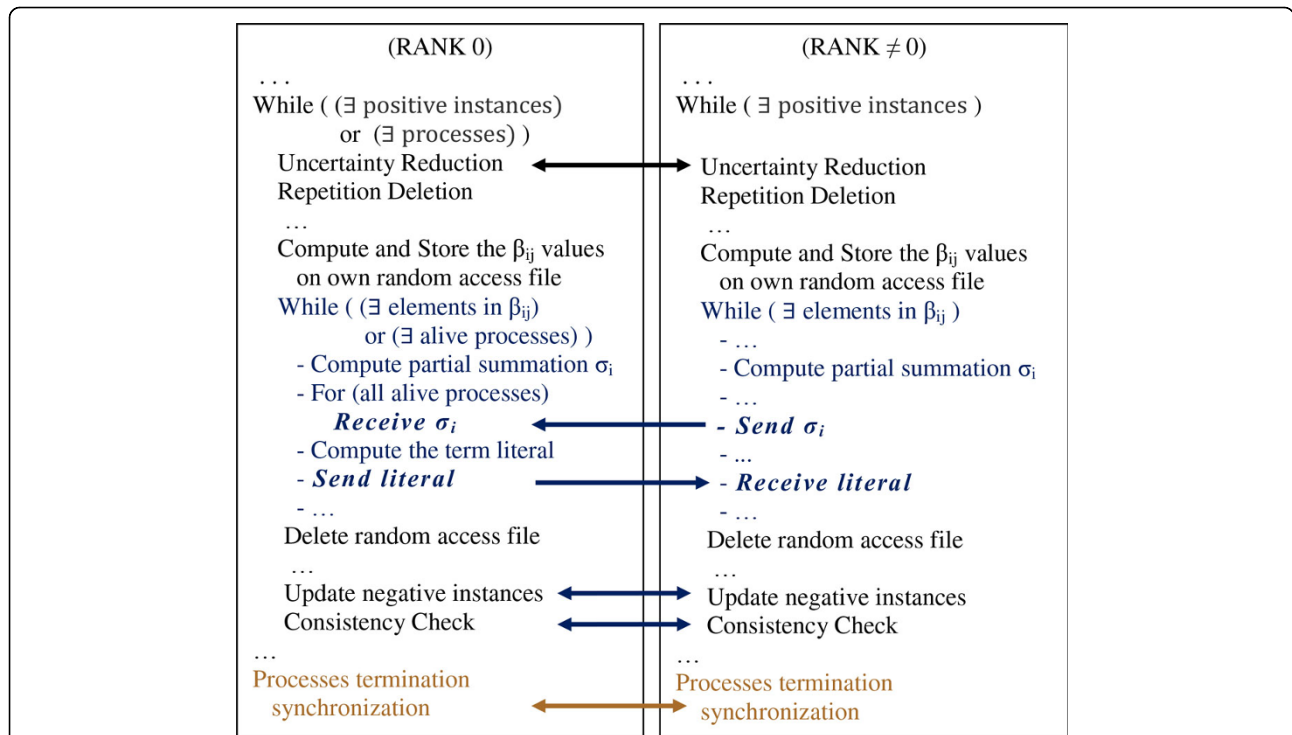 (RANK 0)
. . .
While ( (∃ positive instances)
or (∃ processes) )
Uncertainty Reduction
Repetition Deletion
...
Compute and Store the βij values
on own random access file
While ( (∃ elements in βij)
or (∃ alive processes) )
- Compute partial summation σi
- For (all alive processes)
Receive σi
- Compute the term literal
- Send literal
- ...
Delete random access file
...
Update negative instances
Consistency Check
...
Processes termination
synchronization
(RANK ≠ 0)
. . .
While ( ∃ positive instances )
Uncertainty Reduction
Repetition Deletion
...
Compute and Store the βij values
on own random access file
While ( ∃ elements in βij )
- ...
- Compute partial summation σi
- ...
- Send σi
- ...
- Receive literal
- ...
Delete random access file
...
Update negative instances
Consistency Check
...
Processes termination
synchronization